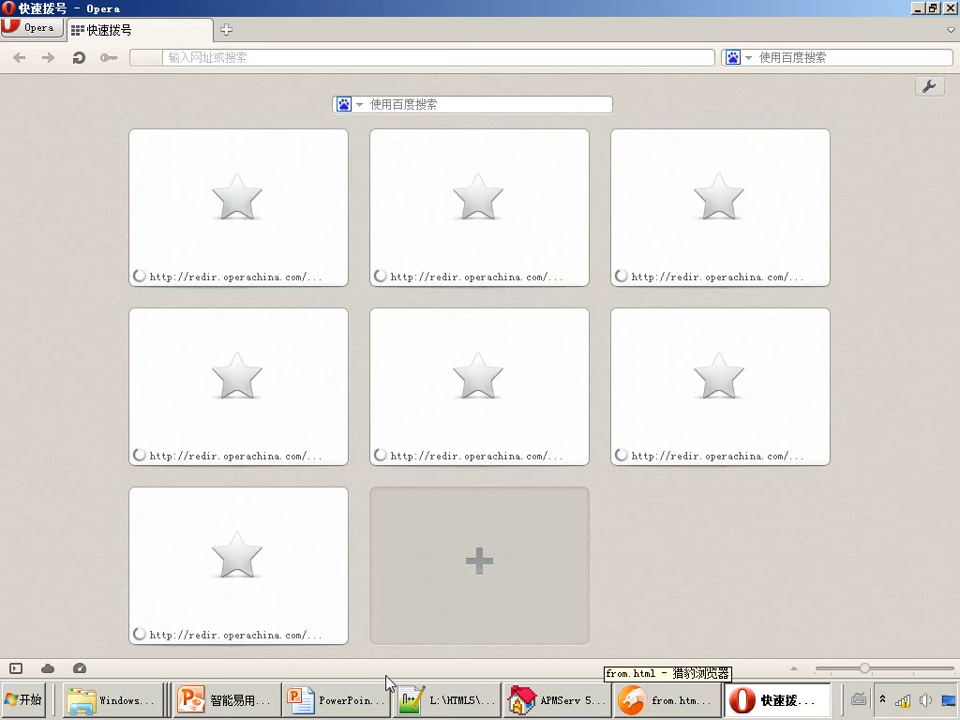 快速拨号 - Opera
Opera
快速拨号
输入网址或搜索
使用百度搜索
使用百度搜索
http://redir.operachina.com/...
http://redir.operachina.com/...
http://redir.operachina.com/...
http://redir.operachina.com/...
http://redir.operachina.com/...
http://redir.operachina.com/...
http://redir.operachina.com/...
from.html - 猎豹浏览器
开始
Windows...
智能易用...
PowerPoin...
L:\HTML5\...
APMServ 5...
from.htm...
快速拨...